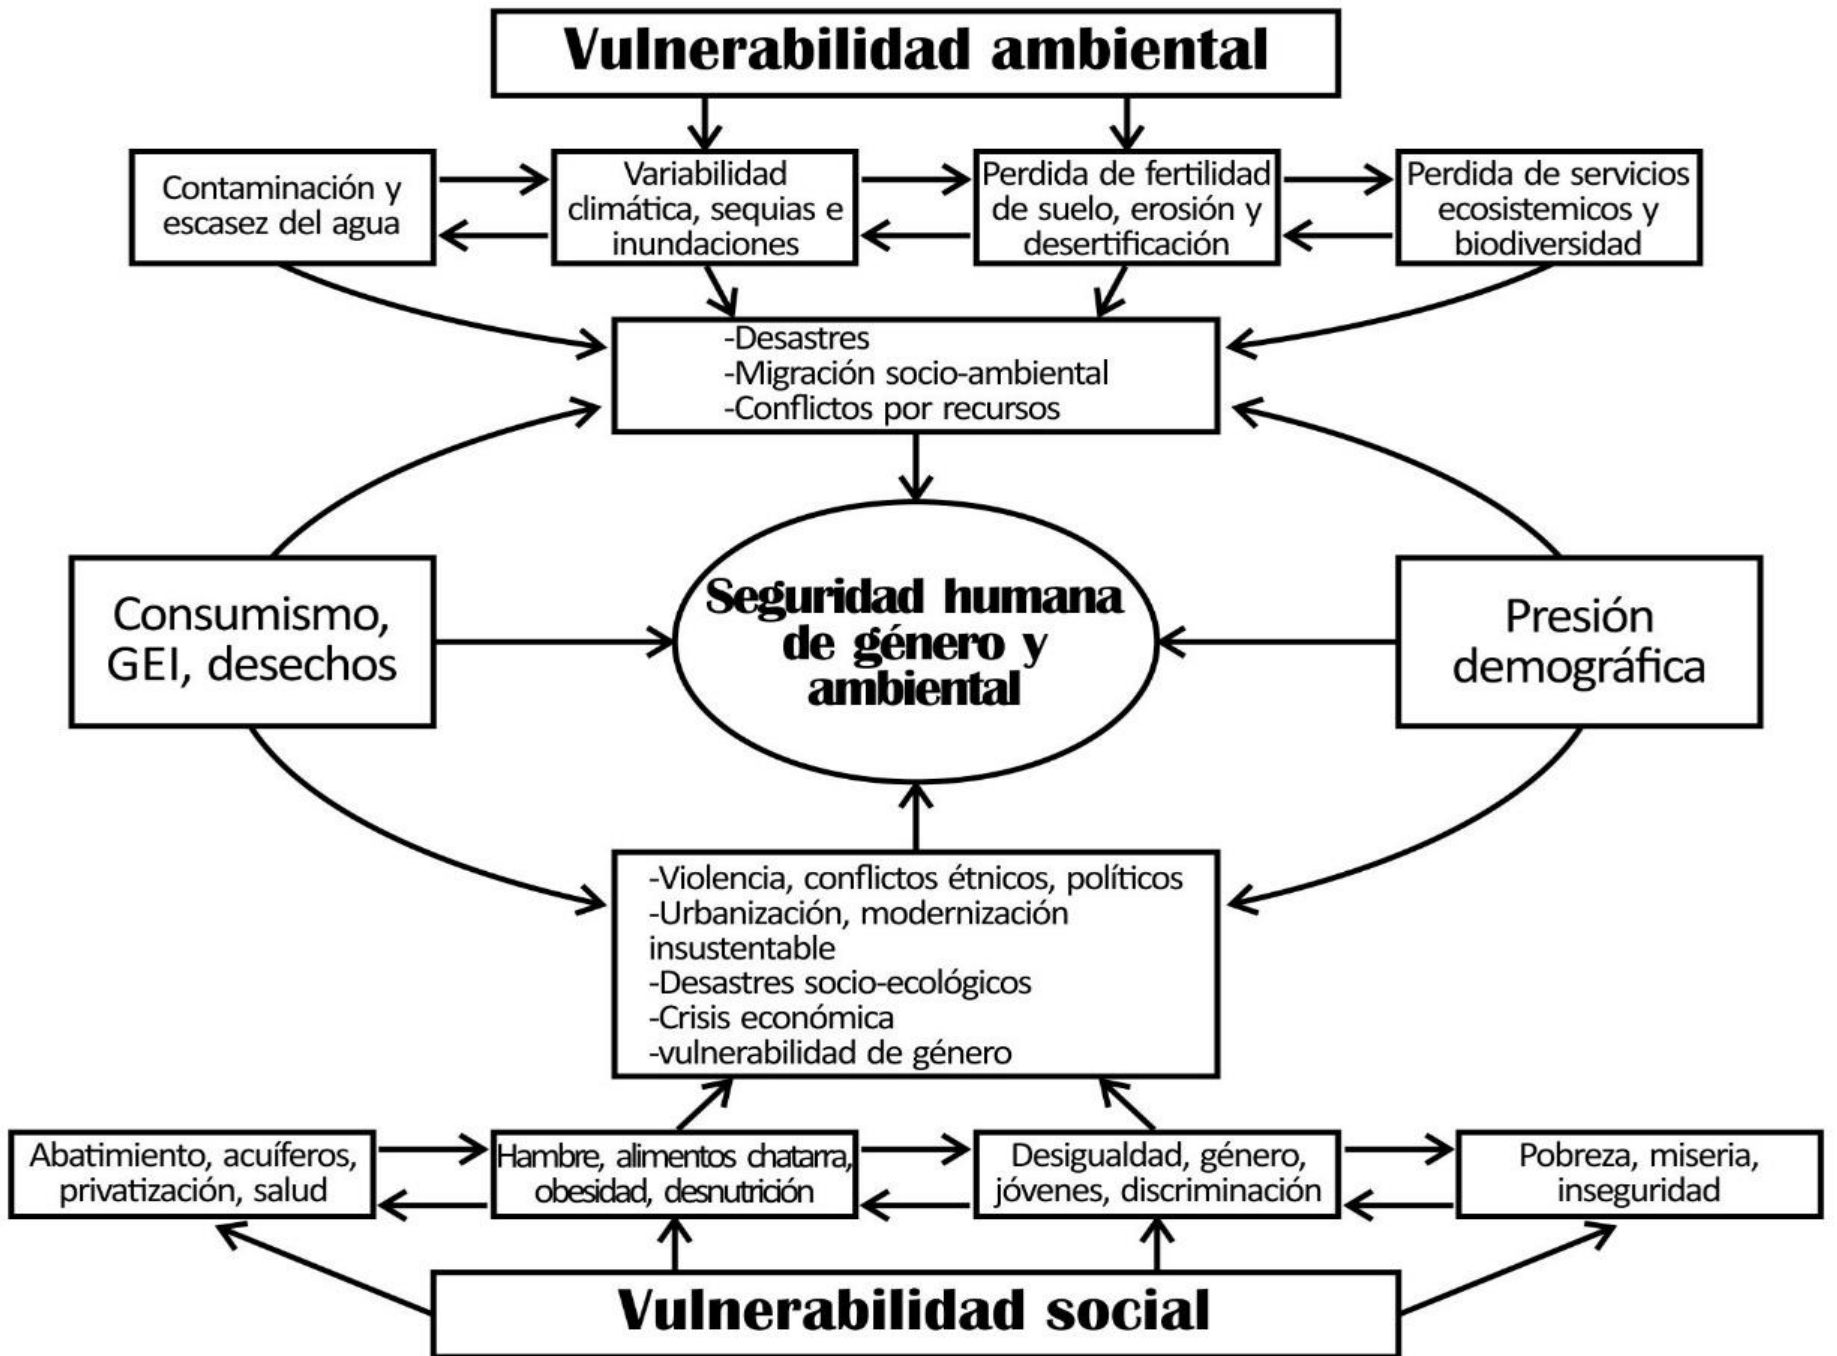 Vulnerabilidad ambiental
Contaminación y
escasez del agua
Variabilidad
climática, sequias e
inundaciones
Perdida de fertilidad
de suelo, erosión y
desertificación
Perdida de servicios
ecosistemicos y
biodiversidad
-Desastres
-Migración socio-ambiental
-Conflictos por recursos
Consumismo,
GEI, desechos
Seguridad humana
de género y
ambiental
Presión
demográfica
-Violencia, conflictos étnicos, políticos
-Urbanización, modernización
insustentable
-Desastres socio-ecológicos
-Crisis económica
-vulnerabilidad de género
Abatimiento, acuíferos,
privatización, salud
Hambre, alimentos chatarra,
obesidad, desnutrición
Desigualdad, género,
jóvenes, discriminación
Pobreza, miseria,
inseguridad
Vulnerabilidad social